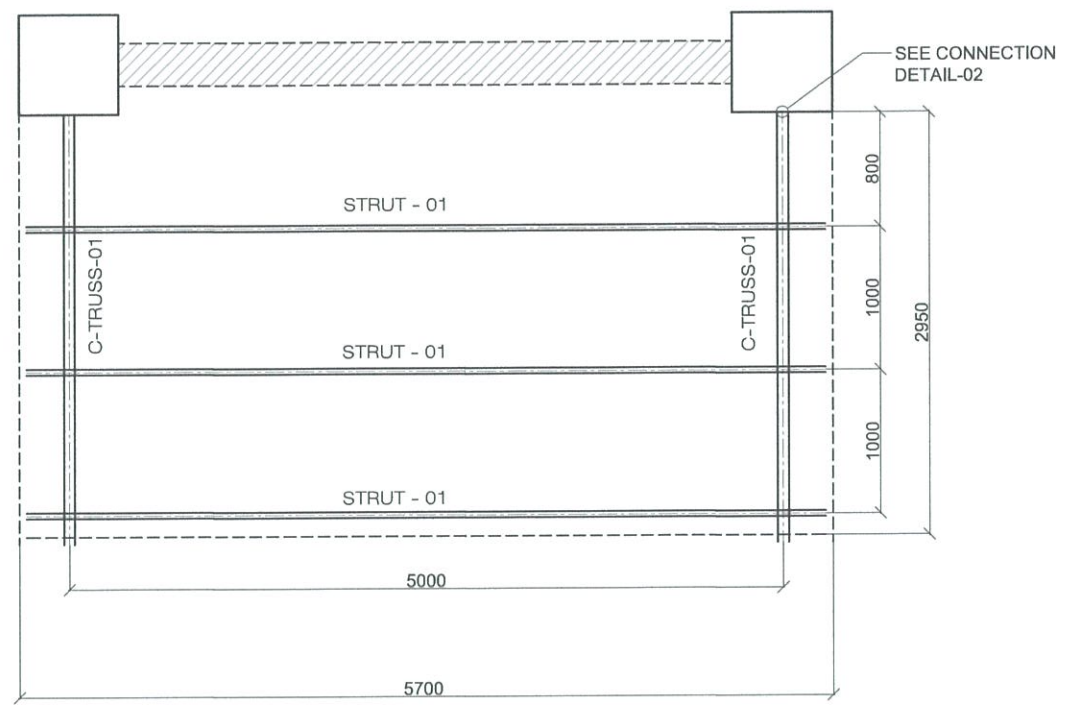 SEE CONNECTION
DETAIL-02
800
STRUT - 01
C-TRUSS-01
C-TRUSS-01
1000
2950
STRUT - 01
1000
STRUT - 01
5000
5700